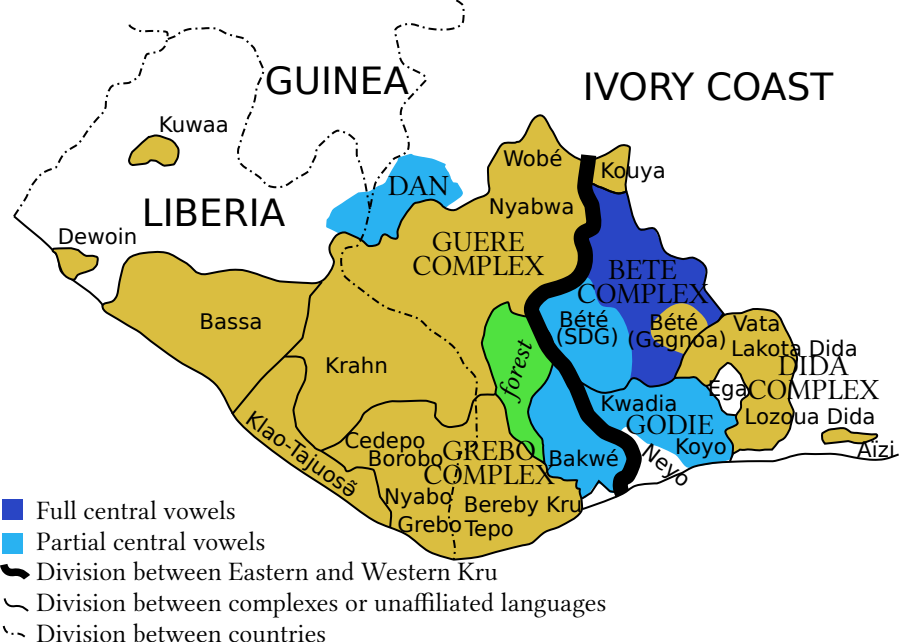 GUINEA
IVORY COAST
Kuwaa
Wobé
Kouya
DAN
LIBERIA
Nyabwa
Dewoin
GUERE
COMPLEX
BETE
COMPLEX
Bassa
Bété
(SDG)
Bété
(Gagnoa)
Vata
forest
Lakota Dida
Krahn
DIDA
COMPLEX
Ega
Kwadia
Lozoua Dida
GODIE
Klao-Tajuosã
Cedepo
Borobo
GREBO
COMPLEX
Bakwé
Neyo
Koyo
Aïzi
Nyabo
Bereby Kru
Grebo
Tepo
Full central vowels
Partial central vowels
Division between Eastern and Western Kru
Division between complexes or unaffiliated languages
Division between countries